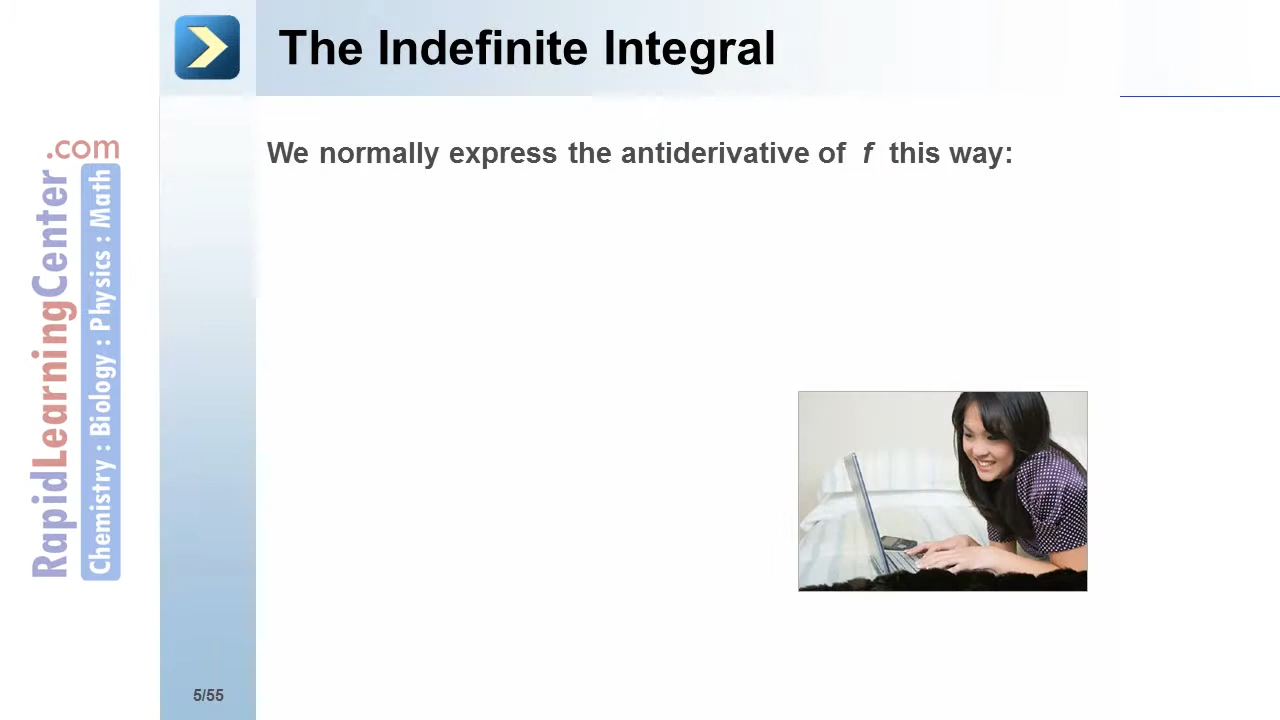 The Indefinite Integral
We normally express the antiderivative of f this way:
RapidLearningCenter.com
Chemistry : Biology : Physics : Math
5/55